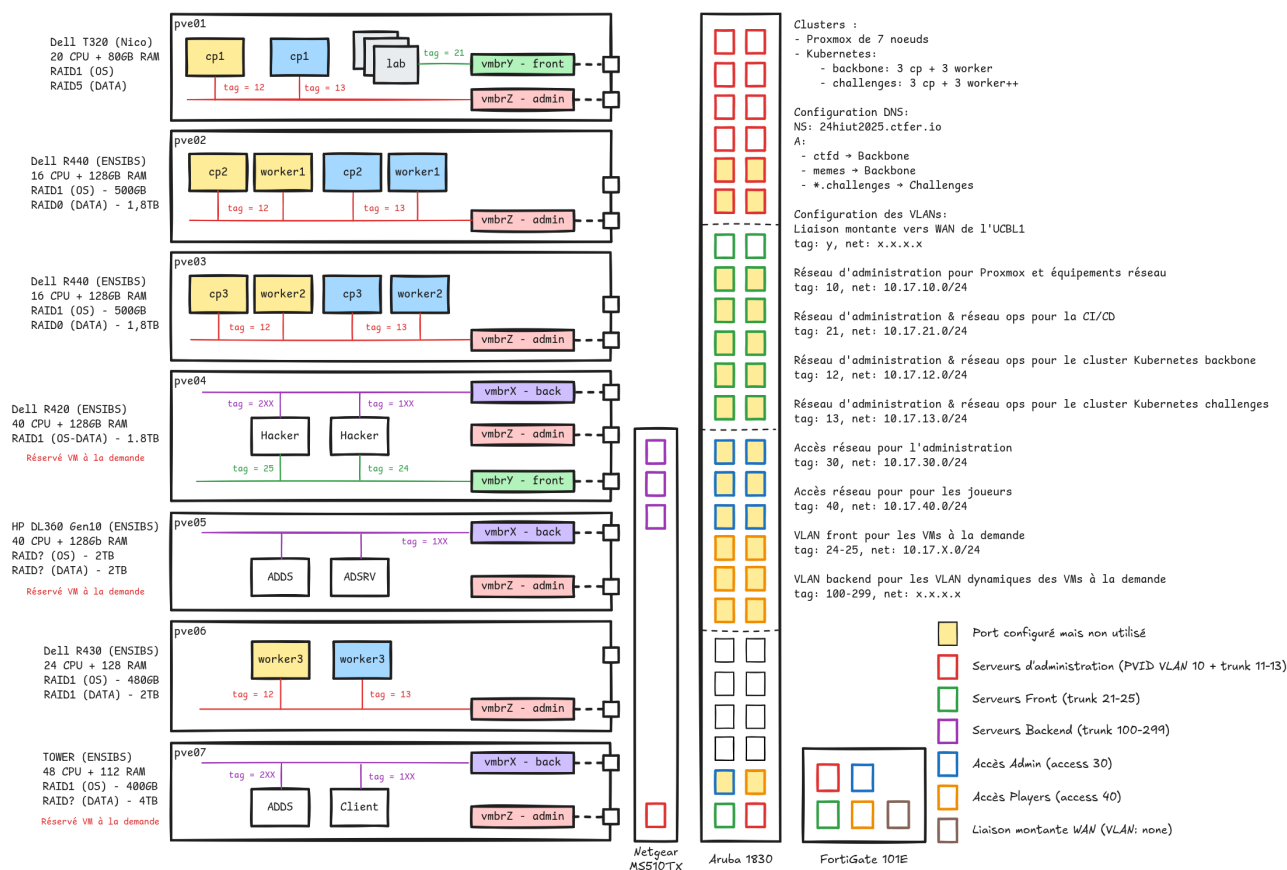 pve01
Dell T320 (Nico)
20 CPU + 80GB RAM
RAID1 (OS)
RAID5 (DATA)
cp1
cp1
lab
tag = 21
vmbrY - front
tag = 12
tag = 13
vmbrZ - admin
pve02
Dell R440 (ENSIBS)
16 CPU + 128GB RAM
RAID1 (OS) - 500GB
RAID0 (DATA) - 1,8TB
cp2
worker1
cp2
worker1
tag = 12
tag = 13
vmbrZ - admin
pve03
Dell R440 (ENSIBS)
16 CPU + 128GB RAM
RAID1 (OS) - 500GB
RAID0 (DATA) - 1,8TB
cp3
worker2
cp3
worker2
tag = 12
tag = 13
vmbrZ - admin
pve04
Dell R420 (ENSIBS)
40 CPU + 128GB RAM
RAID1 (OS-DATA) - 1.8TB
Réservé VM à la demande
vmbrX - back
tag = 2XX
tag = 1XX
Hacker
Hacker
vmbrZ - admin
tag = 25
tag = 24
vmbrY - front
pve05
HP DL360 Gen10 (ENSIBS)
40 CPU + 128Gb RAM
RAID? (OS) - 2TB
RAID? (DATA) - 2TB
Réservé VM à la demande
vmbrX - back
tag = 1XX
ADDS
ADSRV
vmbrZ - admin
pve06
Dell R430 (ENSIBS)
24 CPU + 128 RAM
RAID1 (OS) - 480GB
RAID1 (DATA) - 2TB
worker3
worker3
tag = 12
tag = 13
vmbrZ - admin
pve07
TOWER (ENSIBS)
48 CPU + 112 RAM
RAID1 (OS) - 400GB
RAID? (DATA) - 4TB
Réservé VM à la demande
vmbrX - back
tag = 2XX
tag = 1XX
ADDS
Client
vmbrZ - admin
Netgear
MS510Tx
Aruba 1830
FortiGate 101E
Clusters :
- Proxmox de 7 noeuds
- Kubernetes:
- backbone: 3 cp + 3 worker
- challenges: 3 cp + 3 worker++
Configuration DNS:
NS: 24hiut2025.ctfer.io
A:
- ctfd → Backbone
- memes → Backbone
- *.challenges → Challenges
Configuration des VLANs:
Liaison montante vers WAN de l'UCBL1
tag: y, net: x.x.x.x
Réseau d'administration pour Proxmox et équipements réseau
tag: 10, net: 10.17.10.0/24
Réseau d'administration & réseau ops pour la CI/CD
tag: 21, net: 10.17.21.0/24
Réseau d'administration & réseau ops pour le cluster Kubernetes backbone
tag: 12, net: 10.17.12.0/24
Réseau d'administration & réseau ops pour le cluster Kubernetes challenges
tag: 13, net: 10.17.13.0/24
Accès réseau pour l'administration
tag: 30, net: 10.17.30.0/24
Accès réseau pour pour les joueurs
tag: 40, net: 10.17.40.0/24
VLAN front pour les VMs à la demande
tag: 24-25, net: 10.17.X.0/24
VLAN backend pour les VLAN dynamiques des VMs à la demande
tag: 100-299, net: x.x.x.x
Port configuré mais non utilisé
Serveurs d'administration (PVID VLAN 10 + trunk 11-13)
Serveurs Front (trunk 21-25)
Serveurs Backend (trunk 100-299)
Accès Admin (access 30)
Accès Players (access 40)
Liaison montante WAN (VLAN: none)